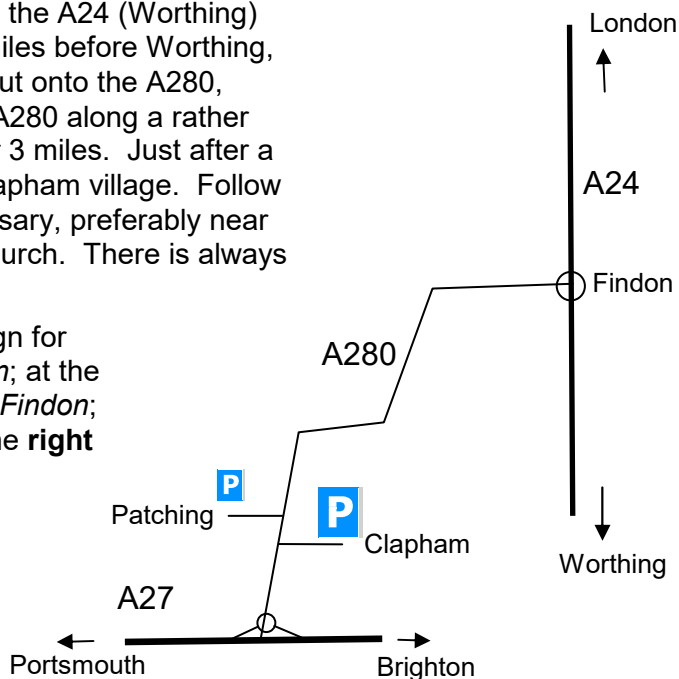 the A24 (Worthing)
iles before Worthing,
ut onto the A280,
A280 along a rather
3 miles. Just after a
apham village. Follow
sary, preferably near
urch. There is always
gn for
; at the
Findon;
e right
London
A24
Findon
A280
P
Patching
P
Clapham
Worthing
A27
Portsmouth
Brighton